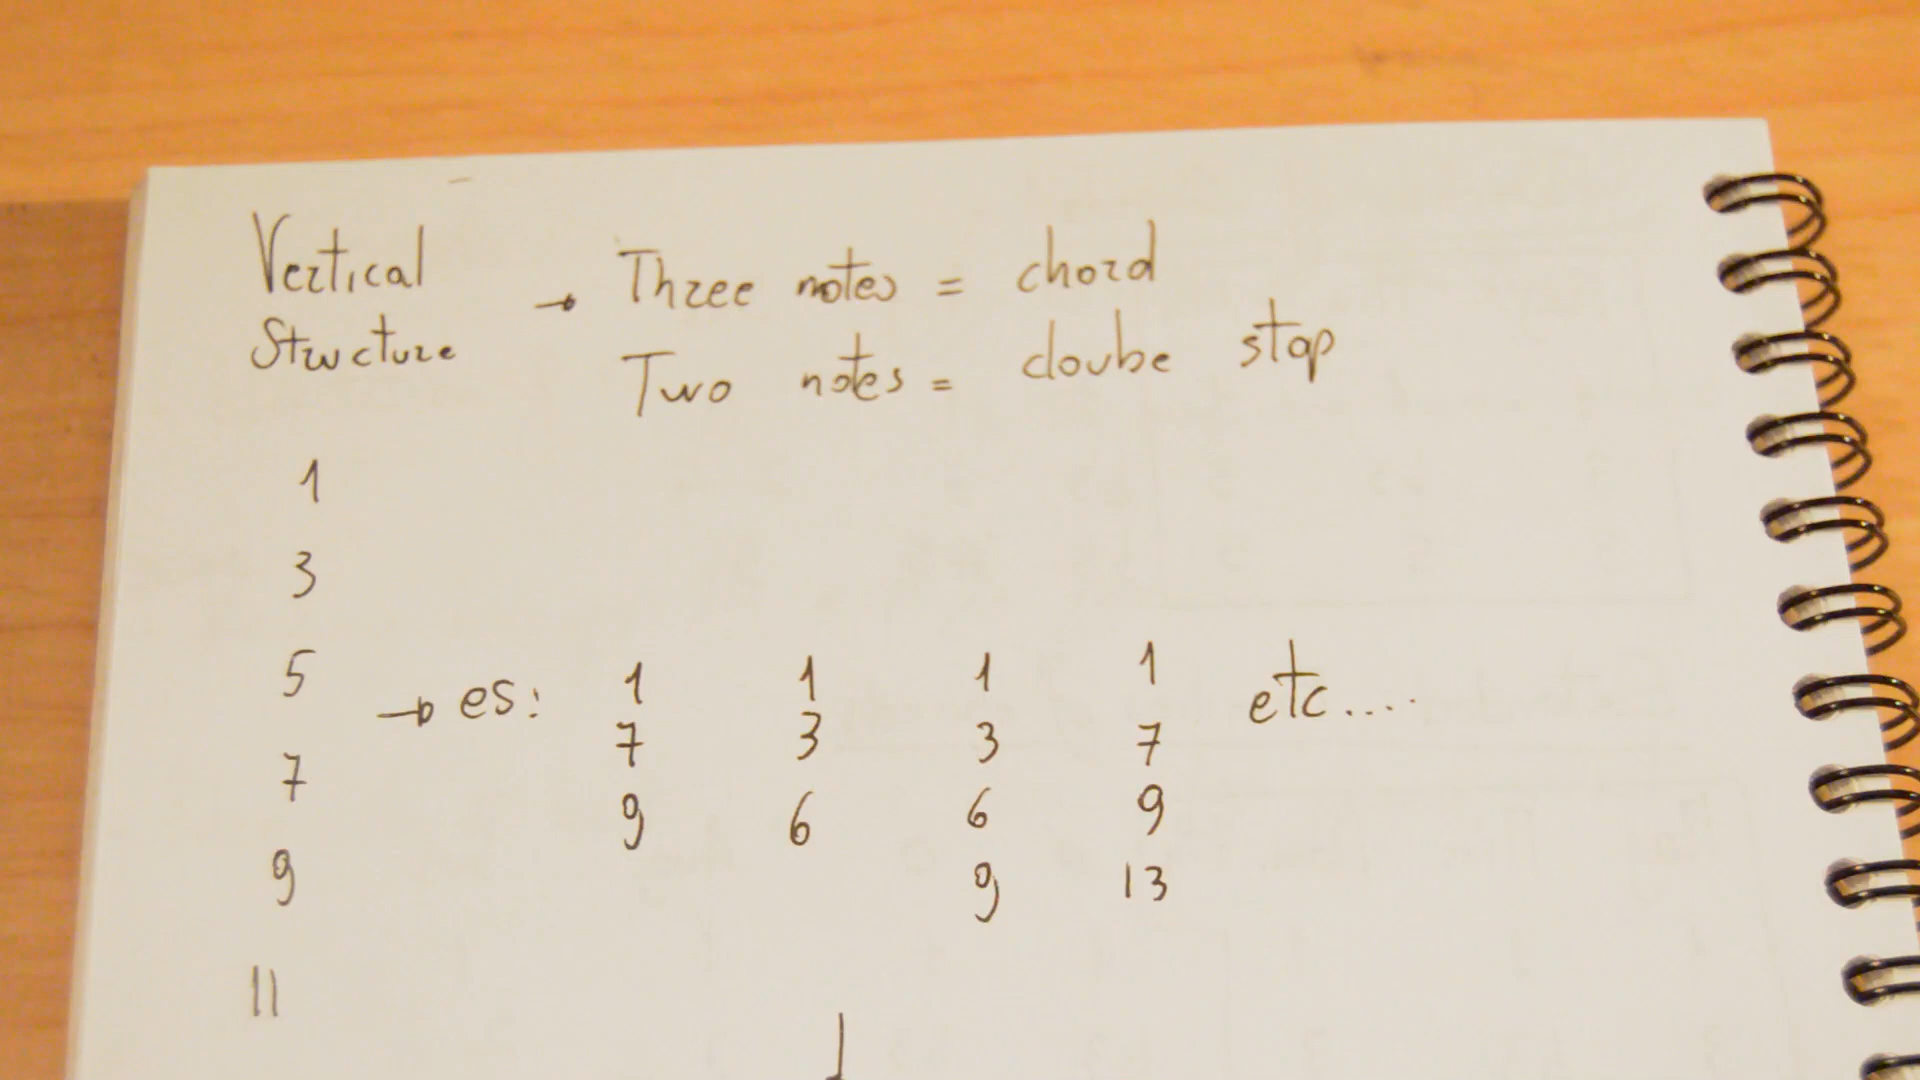 Vertical
Structure
→ Three notes = chord
Two notes = doube stop
1
3
5
7
9
11
→ es:
1 1 1 1 etc....
7 3 3 7
9 6 6 9
9 13